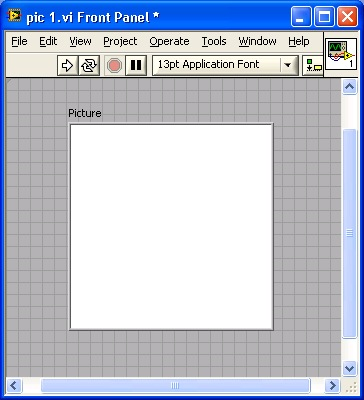 pic 1.vi Front Panel *
File Edit View Project Operate Tools Window Help
13pt Application Font
1
Picture